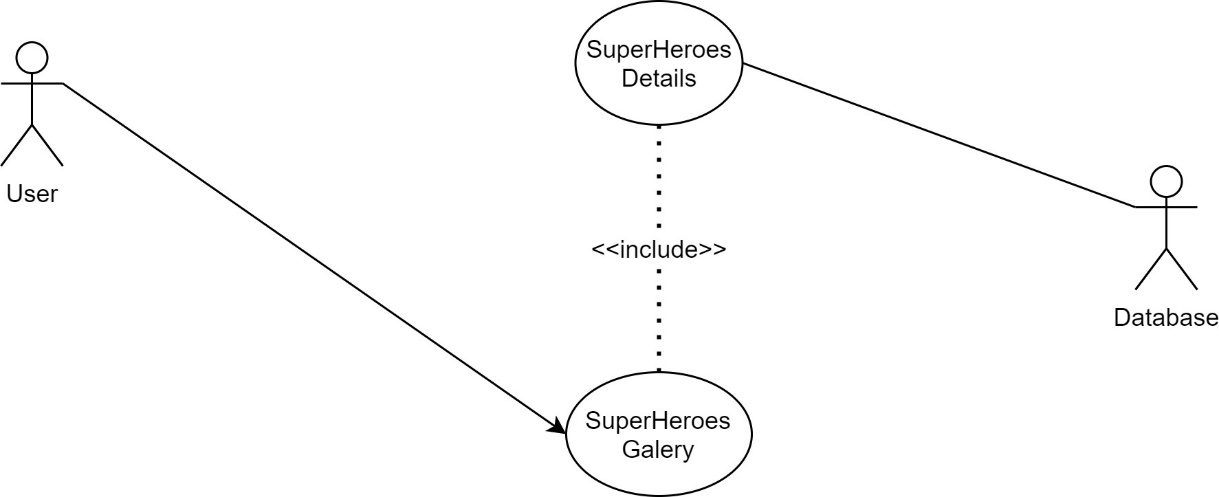 SuperHeroes
Details
User
<<include>>
Database
SuperHeroes
Galery